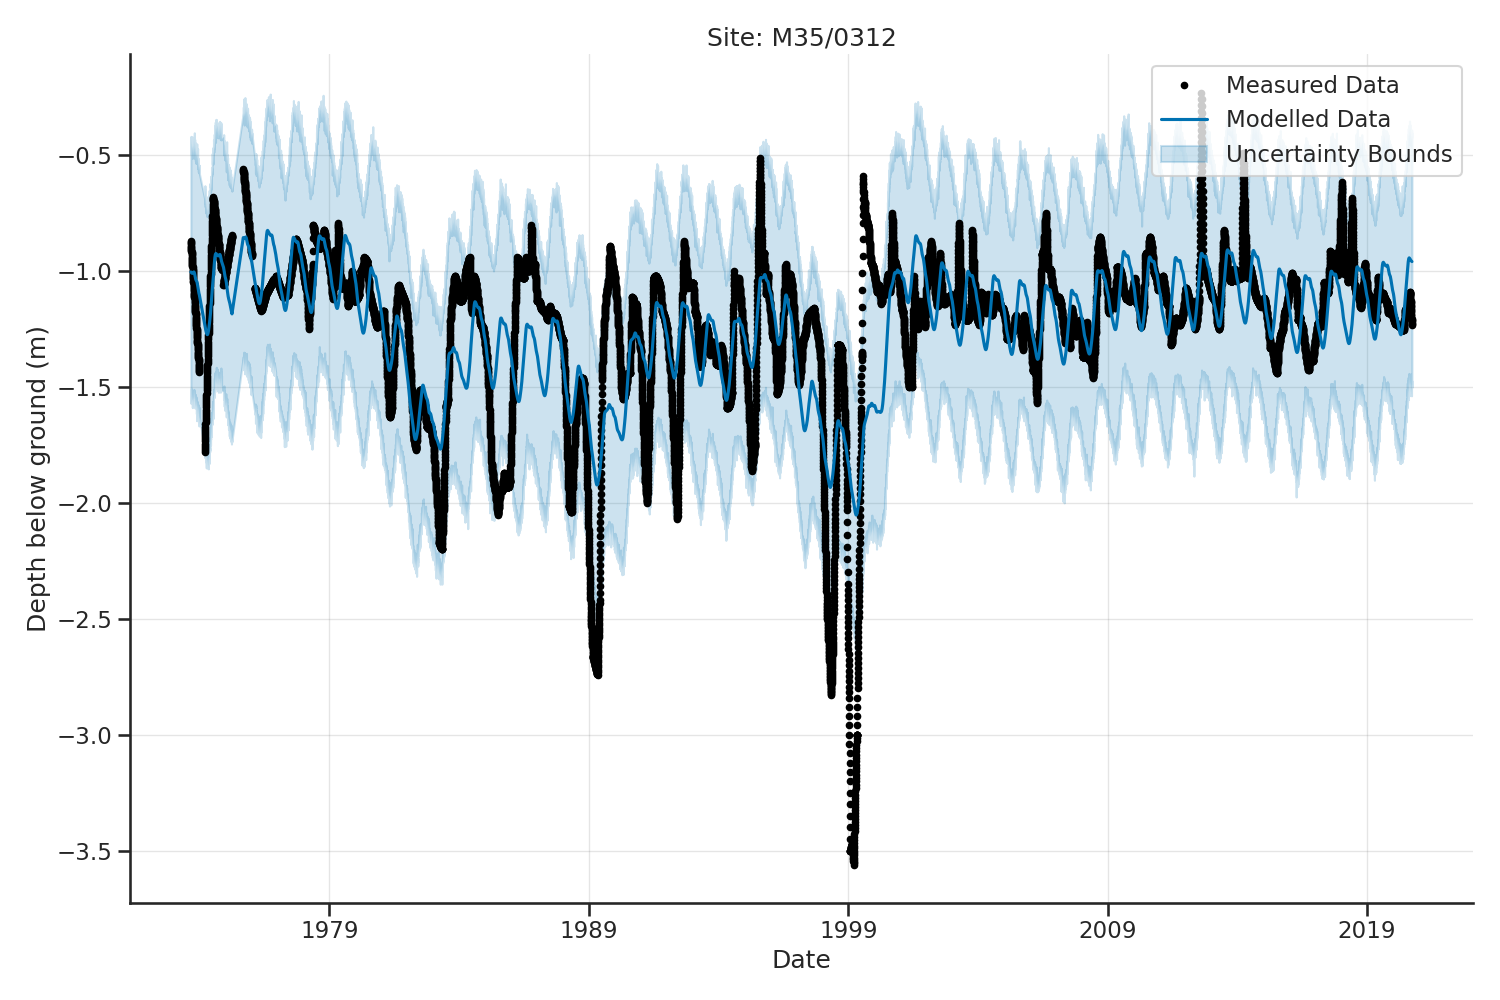 Site: M35/0312
Measured Data
Modelled Data
Uncertainty Bounds
−0.5
−1.0
−1.5
−2.0
−2.5
−3.0
−3.5
Depth below ground (m)
1979
1989
1999
2009
2019
Date